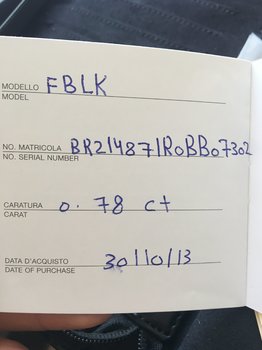 MODELLO FBLK
MODEL
NO. MATRICOLA BR214871R0BB07302
NO. SERIAL NUMBER
CARATURA 0.78 ct
CARAT
DATA D'ACQUISTO 30/10/13
DATE OF PURCHASE